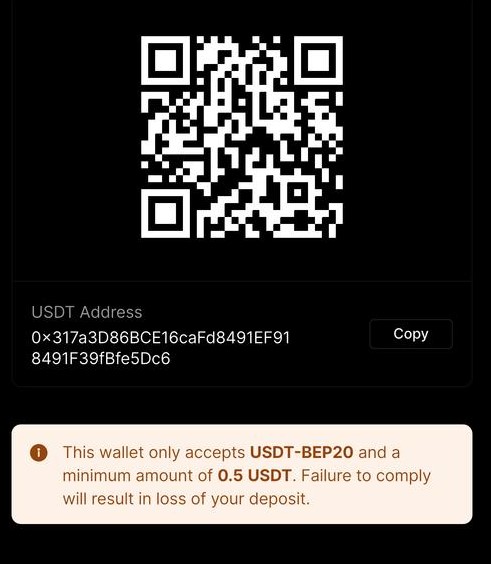 USDT Address
0×317a3D86BCE16caFd8491EF91
8491F39fBfe5Dc6
Copy
This wallet only accepts USDT-BEP20 and a
minimum amount of 0.5 USDT. Failure to comply
will result in loss of your deposit.